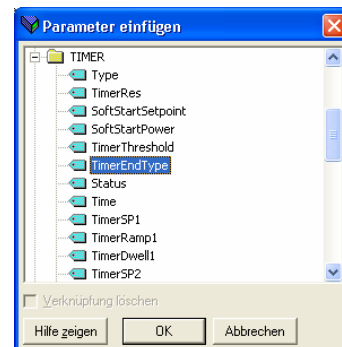 Parameter einfügen
TIMER
Type
TimerRes
SoftStartSetpoint
SoftStartPower
TimerThreshold
TimerEndType
Status
Time
TimerSP1
TimerRamp1
TimerDwell1
TimerSP2
Verknüpfung löschen
Hilfe zeigen OK Abbrechen